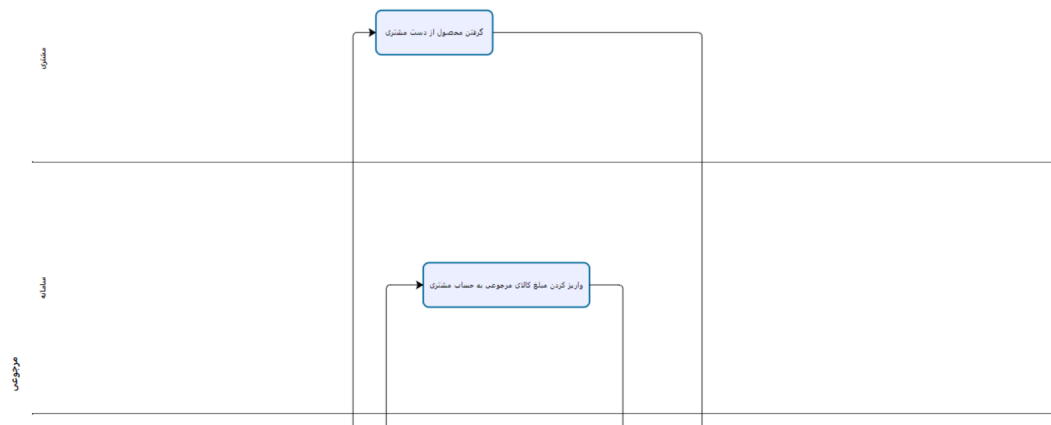 گرفتن محصول از دست مشتری
مشتری
واریز کردن مبلغ کالای مرجوعی به حساب مشتری
سامانه
مرجوعی